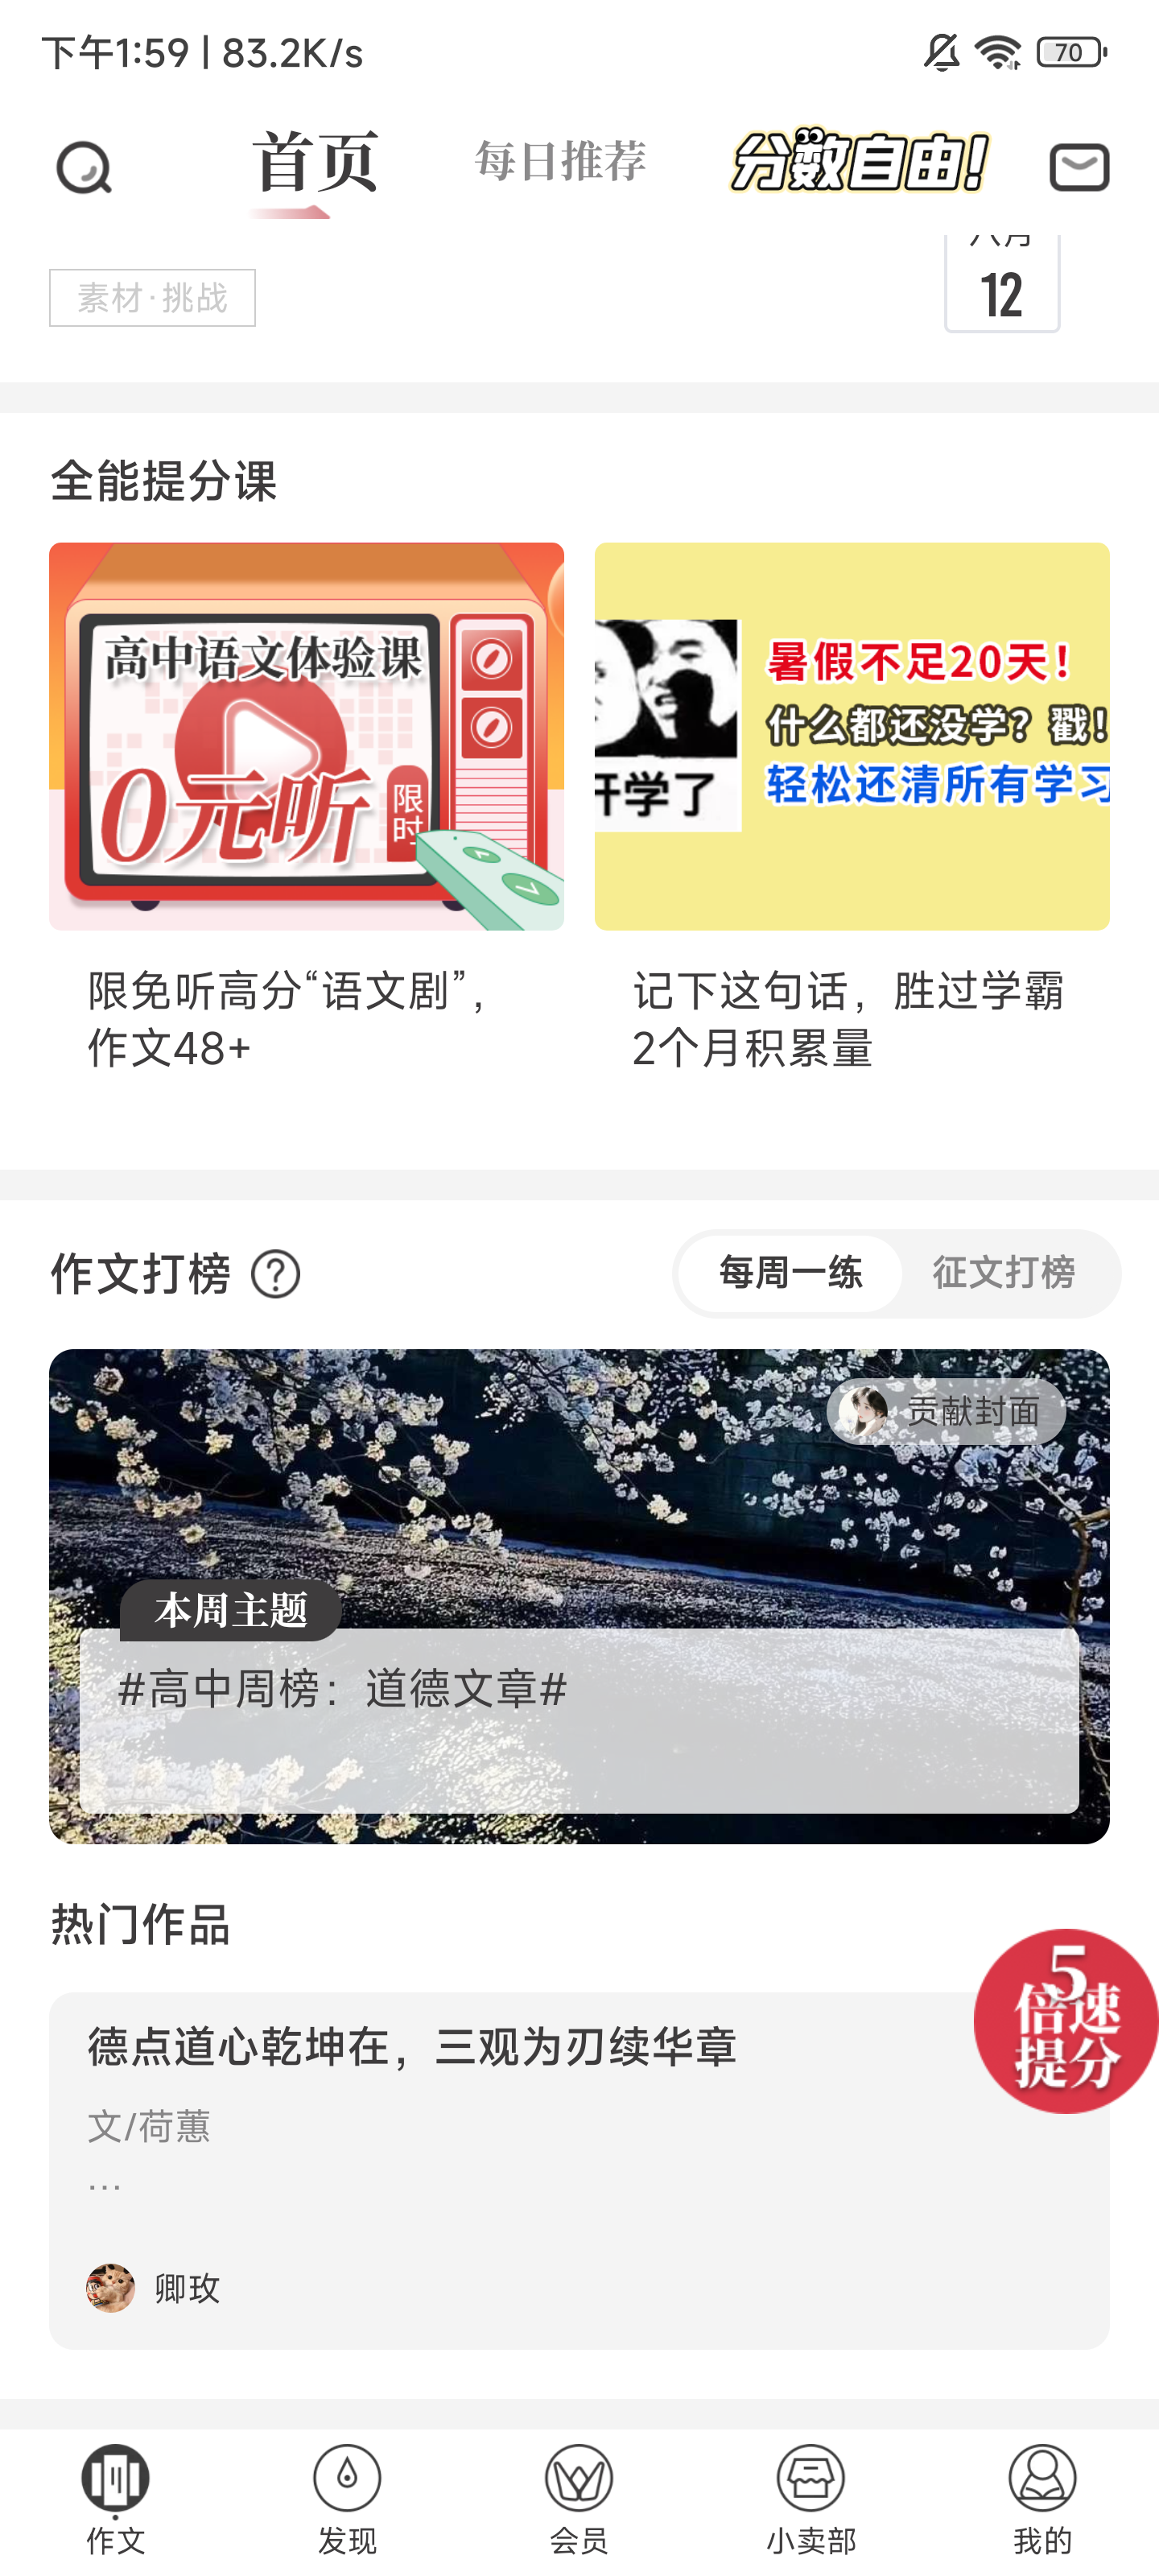 下午1:59 | 83.2K/s
70
首页
每日推荐
分数自由!
八月
12
素材·挑战
全能提分课
高中语文体验课
0元听
限时
暑假不足20天!
什么都还没学?戳!
开学了
轻松还清所有学习
限免听高分“语文剧”,
作文48+
记下这句话,胜过学霸
2个月积累量
作文打榜
?
每周一练
征文打榜
贡献封面
本周主题
#高中周榜:道德文章#
热门作品
5
倍速
提分
德点道心乾坤在,三观为刃续华章
文/荷蕙
...
卿玫
作文
发现
会员
小卖部
我的